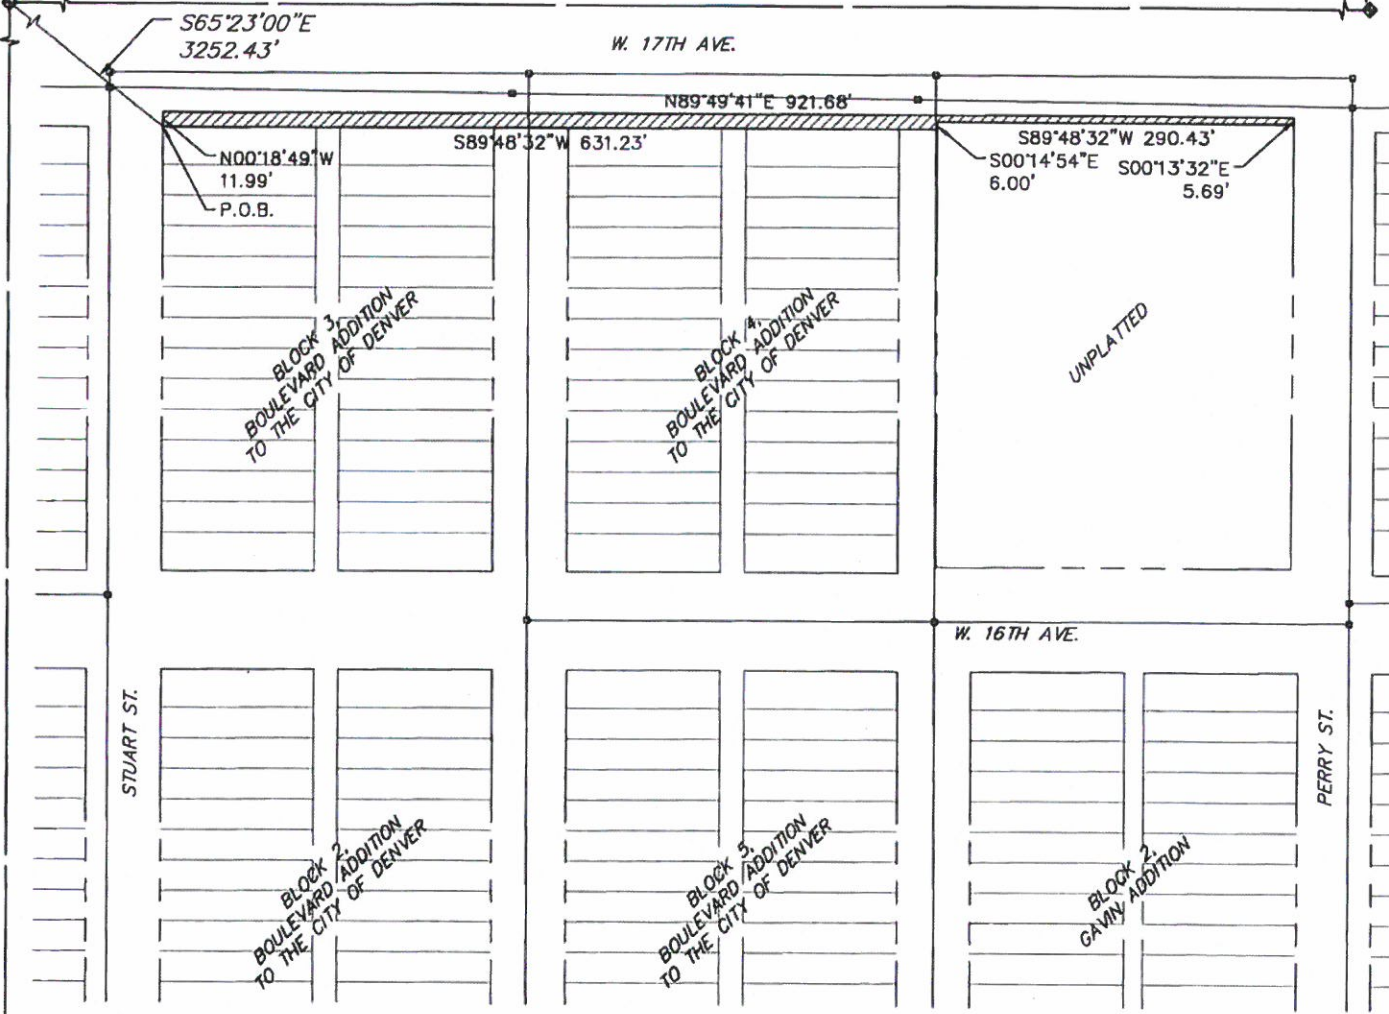 S65°23'00"E
3252.43'
W. 17TH AVE.
N89°49'41"E 921.68'
S89°48'32"W 631.23'
S89°48'32"W 290.43'
N00°18'49"W
11.99'
P.O.B.
S00°14'54"E
6.00'
S00°13'32"E
5.69'
BLOCK 3,
BOULEVARD ADDITION
TO THE CITY OF DENVER
BLOCK 4,
BOULEVARD ADDITION
TO THE CITY OF DENVER
UNPLATTED
W. 16TH AVE.
STUART ST.
PERRY ST.
BLOCK 2,
BOULEVARD ADDITION
TO THE CITY OF DENVER
BLOCK 5,
BOULEVARD ADDITION
TO THE CITY OF DENVER
BLOCK 2,
GAVIN ADDITION